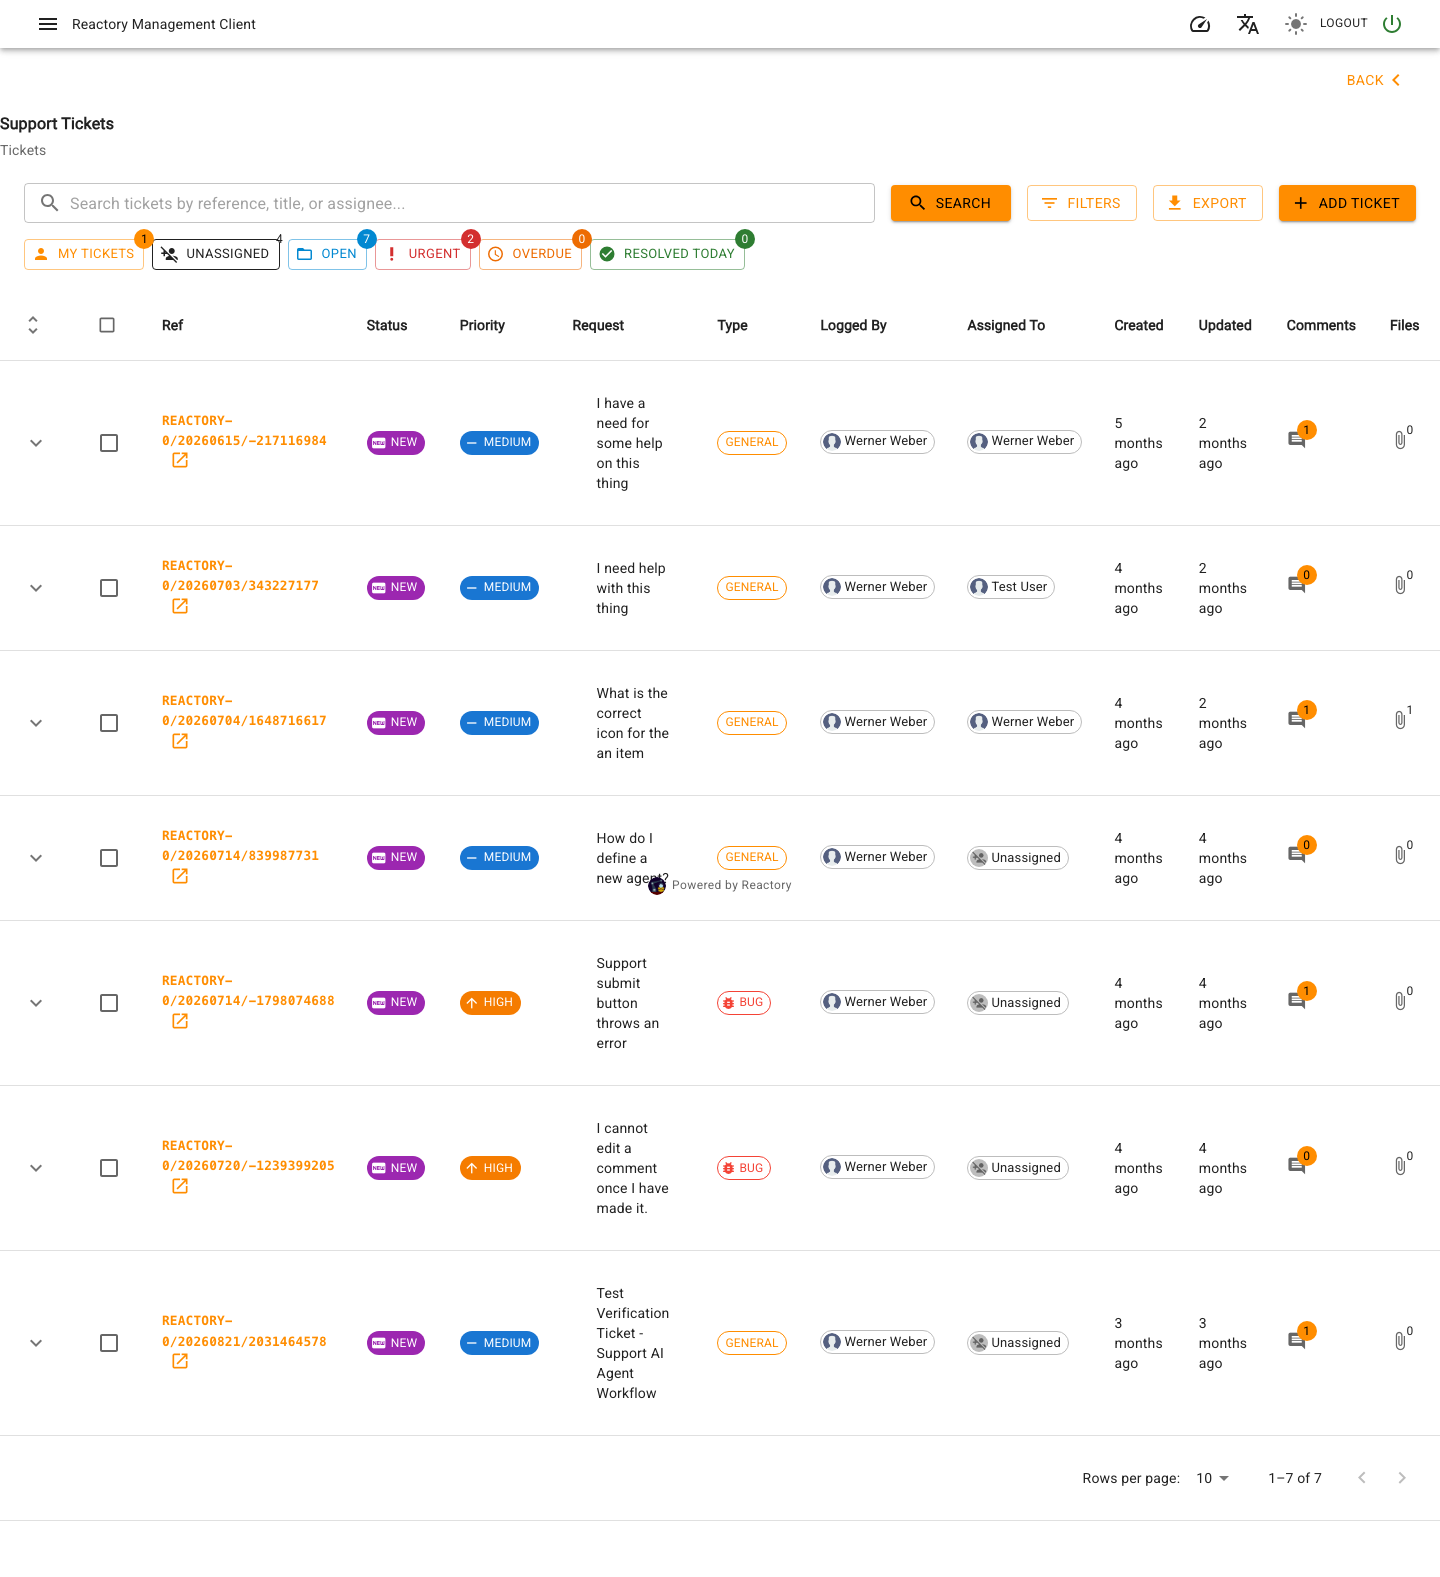 Reactory Management Client
LOGOUT
BACK
Support Tickets
Tickets
Search tickets by reference, title, or assignee...
SEARCH
FILTERS
EXPORT
ADD TICKET
MY TICKETS 1
UNASSIGNED 4
OPEN 7
URGENT 2
OVERDUE 0
RESOLVED TODAY 0
Ref Status Priority Request Type Logged By Assigned To Created Updated Comments Files
REACTORY-
0/20260615/-217116984
NEW
MEDIUM
I have a
need for
some help
on this
thing
GENERAL
Werner Weber
Werner Weber
5
months
ago
2
months
ago
1
0
REACTORY-
0/20260703/343227177
NEW
MEDIUM
I need help
with this
thing
GENERAL
Werner Weber
Test User
4
months
ago
2
months
ago
0
0
REACTORY-
0/20260704/1648716617
NEW
MEDIUM
What is the
correct
icon for the
an item
GENERAL
Werner Weber
Werner Weber
4
months
ago
2
months
ago
1
1
REACTORY-
0/20260714/839987731
NEW
MEDIUM
How do I
define a
new agent?
GENERAL
Werner Weber
Unassigned
4
months
ago
4
months
ago
0
0
Powered by Reactory
REACTORY-
0/20260714/-1798074688
NEW
HIGH
Support
submit
button
throws an
error
BUG
Werner Weber
Unassigned
4
months
ago
4
months
ago
1
0
REACTORY-
0/20260720/-1239399205
NEW
HIGH
I cannot
edit a
comment
once I have
made it.
BUG
Werner Weber
Unassigned
4
months
ago
4
months
ago
0
0
REACTORY-
0/20260821/2031464578
NEW
MEDIUM
Test
Verification
Ticket -
Support AI
Agent
Workflow
GENERAL
Werner Weber
Unassigned
3
months
ago
3
months
ago
1
0
Rows per page: 10 1–7 of 7